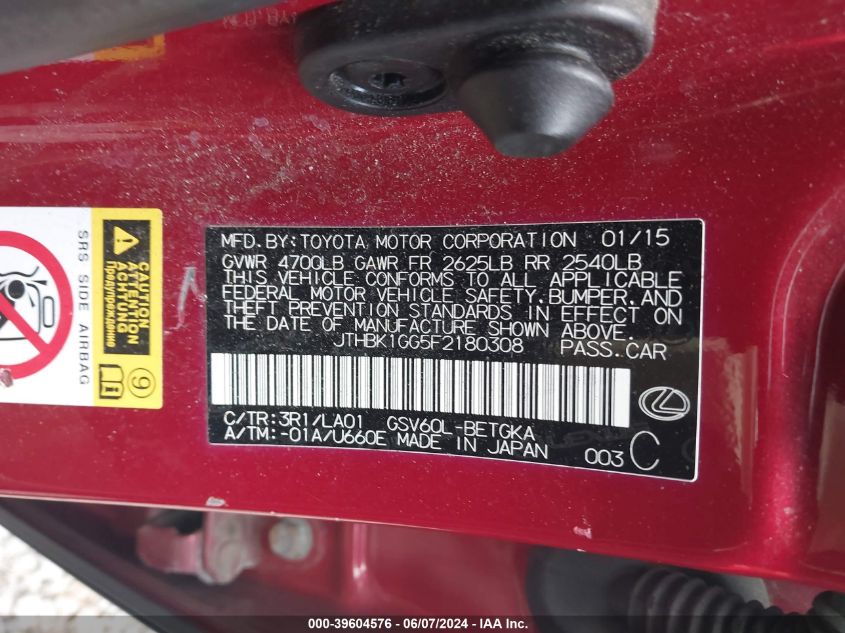 MFD. BY: TOYOTA MOTOR CORPORATION 01/15
GVWR 4700LB GAWR FR 2625LB RR 2540LB
THIS VEHICLE CONFORMS TO ALL APPLICABLE
FEDERAL MOTOR VEHICLE SAFETY, BUMPER, AND
THEFT PREVENTION STANDARDS IN EFFECT ON
THE DATE OF MANUFACTURE SHOWN ABOVE.
JTHBK1GG5F2180308 PASS. CAR
C/TR: 3R1/LA01 GSV60L-BETGKA
A/TM: -01A/U660E MADE IN JAPAN 003 C
SRS SIDE AIRBAG
CAUTION
ATTENTION
ACHTUNG
Предупреждение
9
000-39604576 - 06/07/2024 - IAA Inc.